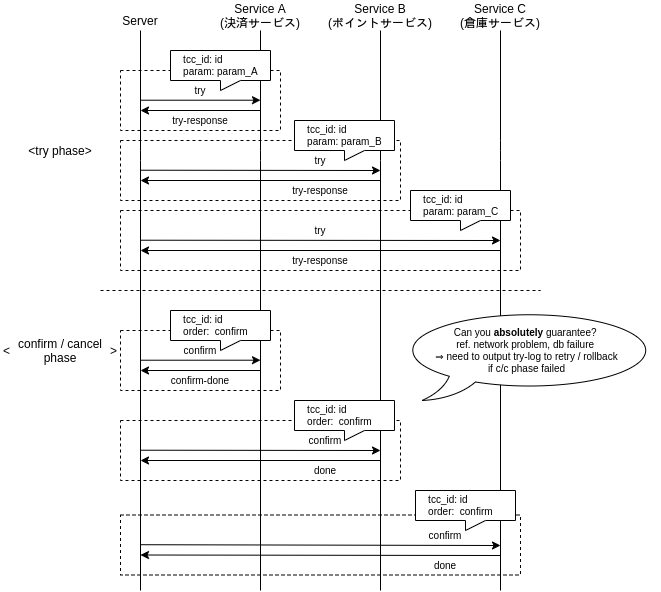 Server
Service A
(決済サービス)
Service B
(ポイントサービス)
Service C
(倉庫サービス)
tcc_id: id
param: param_A
try
try-response
<try phase>
tcc_id: id
param: param_B
try
try-response
tcc_id: id
param: param_C
try
try-response
tcc_id: id
order: confirm
confirm
confirm-done
< confirm / cancel >
phase
Can you absolutely guarantee?
ref. network problem, db failure
⇒ need to output try-log to retry / rollback
if c/c phase failed
tcc_id: id
order: confirm
confirm
done
tcc_id: id
order: confirm
confirm
done